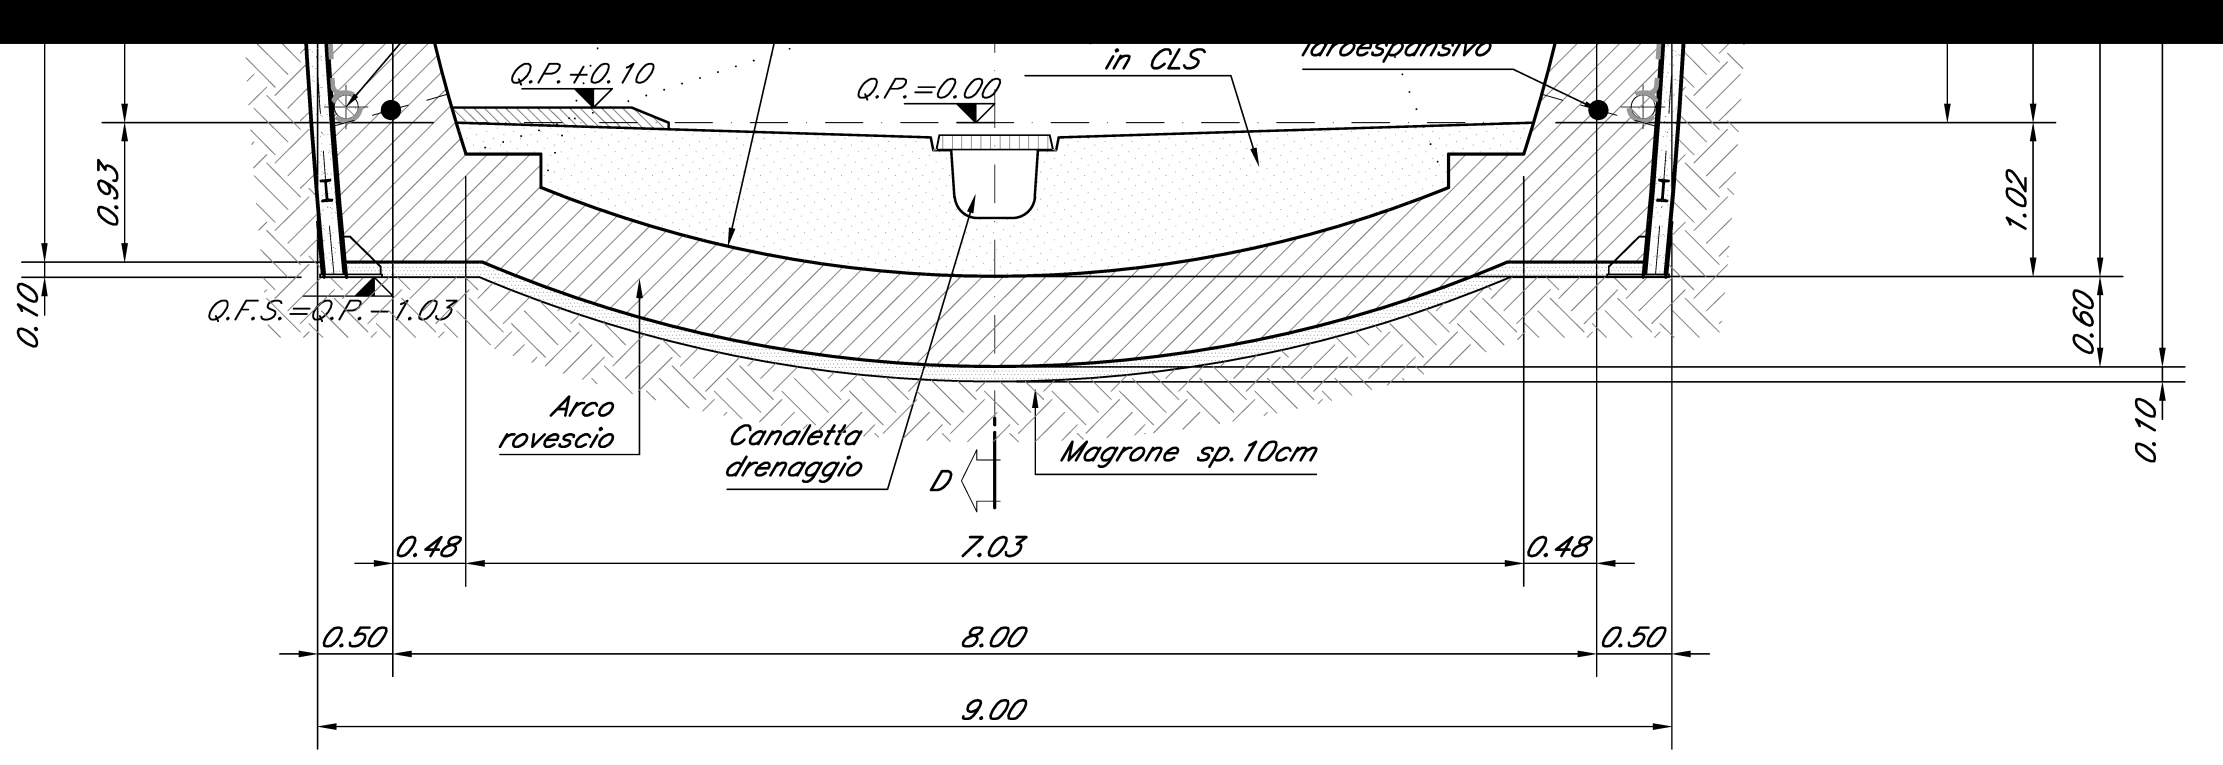 in CLS
idroespansivo
Q.P.+0.10
Q.P.=0.00
0.93
1.02
0.10
Q.F.S.=Q.P.-1.03
0.60
0.10
Arco
rovescio
Canaletta
drenaggio
D
Magrone sp.10cm
0.48
7.03
0.48
0.50
8.00
0.50
9.00